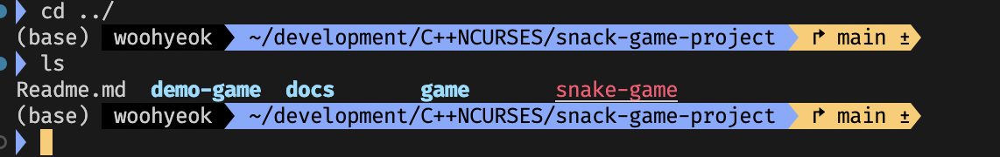 cd ../
(base) woohyeok ~/development/C++NCURSES/snack-game-project ↱ main ±
ls
Readme.md demo-game docs game snake-game
(base) woohyeok ~/development/C++NCURSES/snack-game-project ↱ main ±